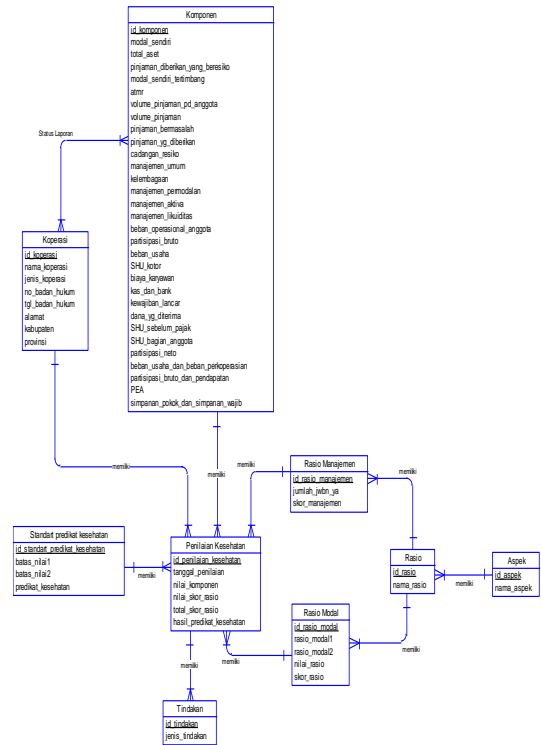 Komponen
id_komponen
modal_sendiri
total_aset
pinjaman_diberikan_yang_beresiko
modal_sendiri_tertimbang
atmr
volume_pinjaman_pd_anggota
volume_pinjaman
pinjaman_bermasalah
pinjaman_yg_diberikan
cadangan_resiko
manajemen_umum
kelembagaan
manajemen_permodalan
manajemen_aktiva
manajemen_likuiditas
beban_operasional_anggota
partisipasi_bruto
beban_usaha
SHU_kotor
biaya_karyawan
kas_dan_bank
kewajiban_lancar
dana_yg_diterima
SHU_sebelum_pajak
SHU_bagian_anggota
partisipasi_neto
beban_usaha_dan_beban_perkoperasian
partisipasi_bruto_dan_pendapatan
PEA
simpanan_pokok_dan_simpanan_wajib
Status Laporan
Koperasi
id_koperasi
nama_koperasi
jenis_koperasi
no_badan_hukum
tgl_badan_hukum
alamat
kabupaten
provinsi
memiliki
memiliki
memiliki
Rasio Manajemen
id_rasio_manajemen
jumlah_jwbn_ya
skor_manajemen
memiliki
Standart predikat kesehatan
id_standart_predikat_kesehatan
batas_nilai1
batas_nilai2
predikat_kesehatan
memiliki
Penilaian Kesehatan
id_penilaian_kesehatan
tanggal_penilaian
nilai_komponen
nilai_skor_rasio
total_skor_rasio
hasil_predikat_kesehatan
Rasio
id_rasio
nama_rasio
memiliki
Aspek
id_aspek
nama_aspek
Rasio Modal
id_rasio_modal
rasio_modal1
rasio_modal2
nilai_rasio
skor_rasio
memiliki
memiliki
memiliki
Tindakan
id_tindakan
jenis_tindakan